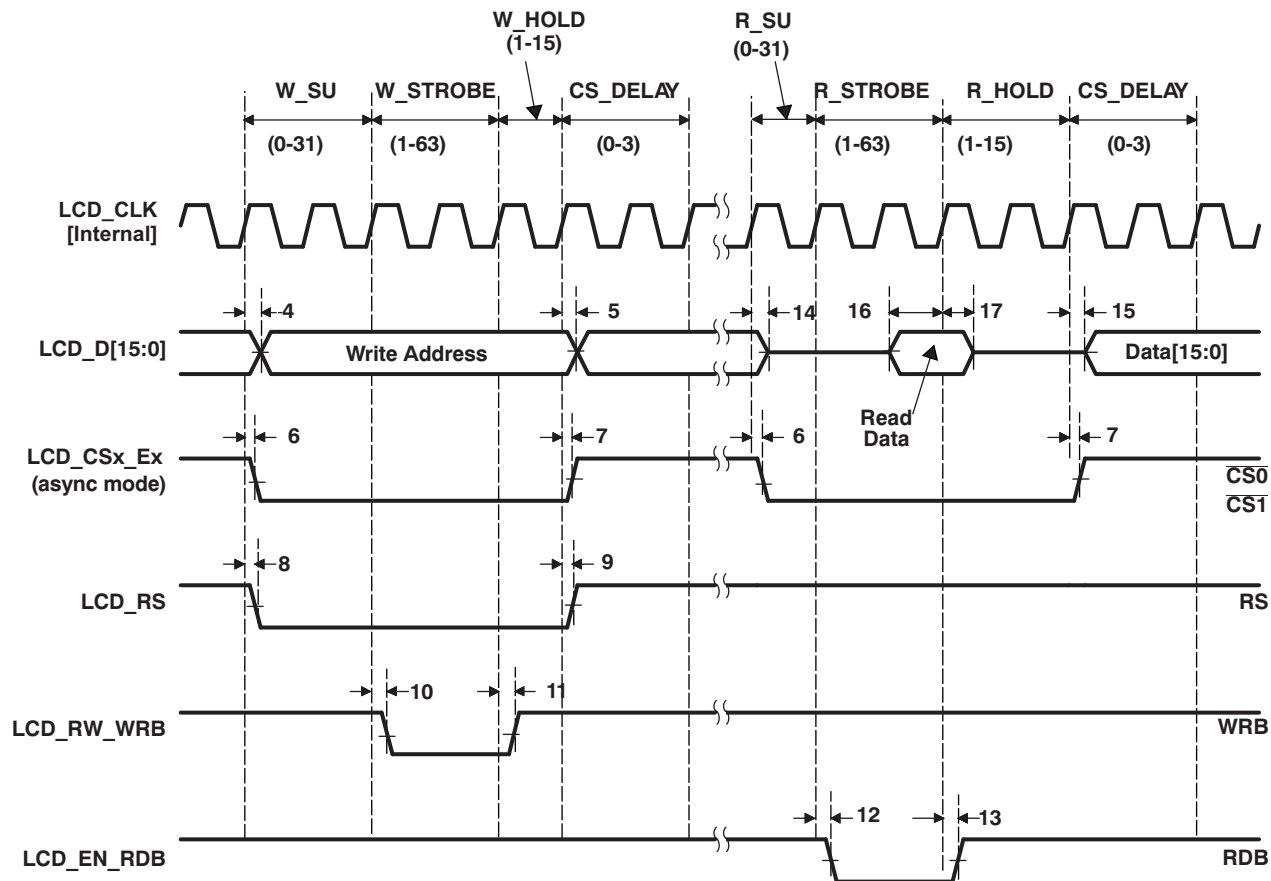 W_HOLD
(1-15)
R_SU
(0-31)
W_SU
W_STROBE
CS_DELAY
R_STROBE
R_HOLD
CS_DELAY
(0-31)
(1-63)
(0-3)
(1-63)
(1-15)
(0-3)
LCD_CLK
[Internal]
4
5
14
16
17
15
LCD_D[15:0]
Write Address
Data[15:0]
Read
Data
6
7
6
7
LCD_CSx_Ex
(async mode)
CS0
CS1
8
9
LCD_RS
RS
10
11
LCD_RW_WRB
WRB
12
13
LCD_EN_RDB
RDB